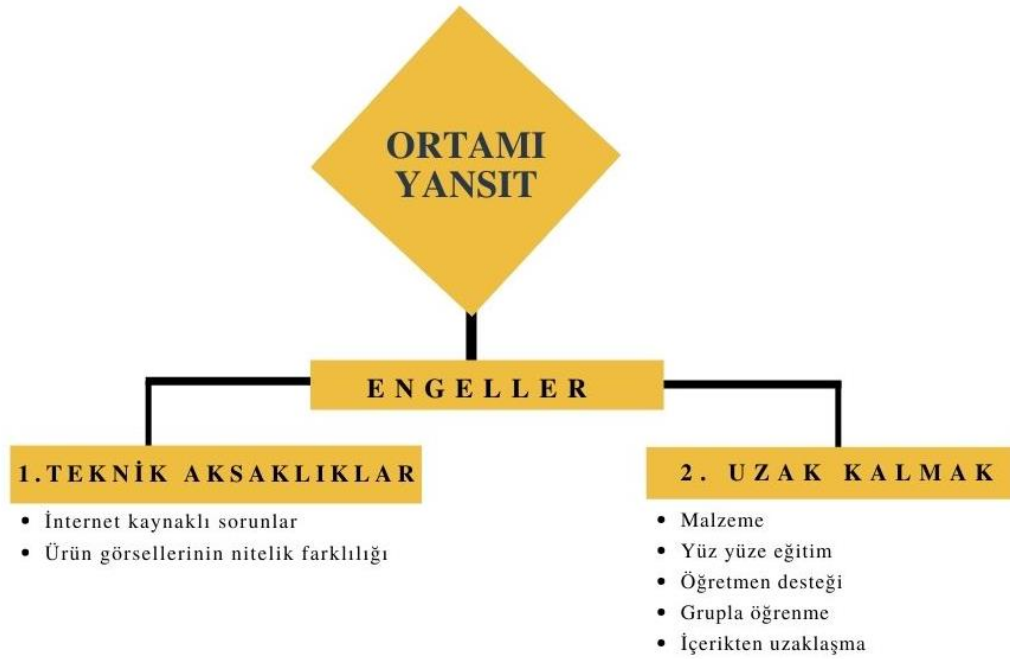 ORTAMI
YANSIT
ENGELLER
1.TEKNİK AKSAKLIKLAR
• İnternet kaynaklı sorunlar
• Ürün görsellerinin nitelik farklılığı
2. UZAK KALMAK
• Malzeme
• Yüz yüze eğitim
• Öğretmen desteği
• Grupla öğrenme
• İçerikten uzaklaşma